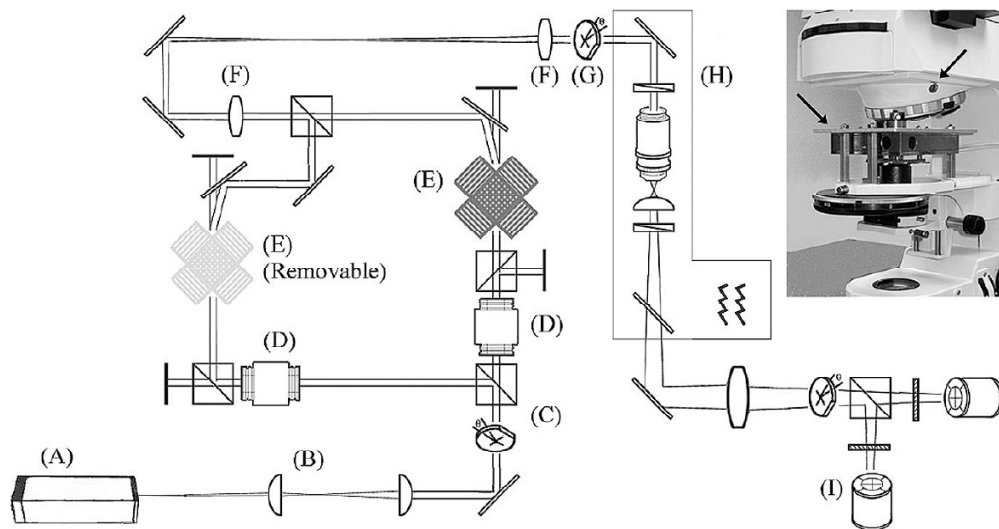 (F)
(F)
(G)
(H)
(E)
(E)
(Removable)
(D)
(D)
(C)
(A)
(B)
(I)
θ
θ
θ